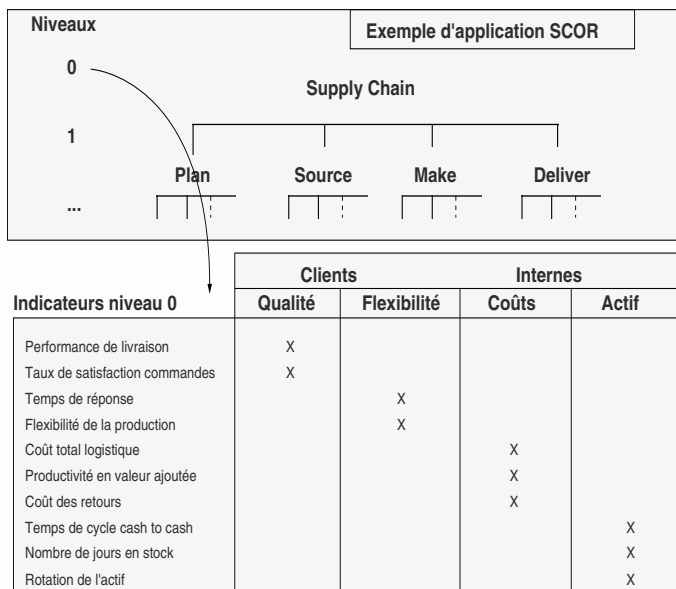 Niveaux
Exemple d'application SCOR
0
Supply Chain
1
Plan Source Make Deliver
...
Clients Internes
Indicateurs niveau 0 Qualité Flexibilité Coûts Actif
Performance de livraison X
Taux de satisfaction commandes X
Temps de réponse X
Flexibilité de la production X
Coût total logistique X
Productivité en valeur ajoutée X
Coût des retours X
Temps de cycle cash to cash X
Nombre de jours en stock X
Rotation de l'actif X